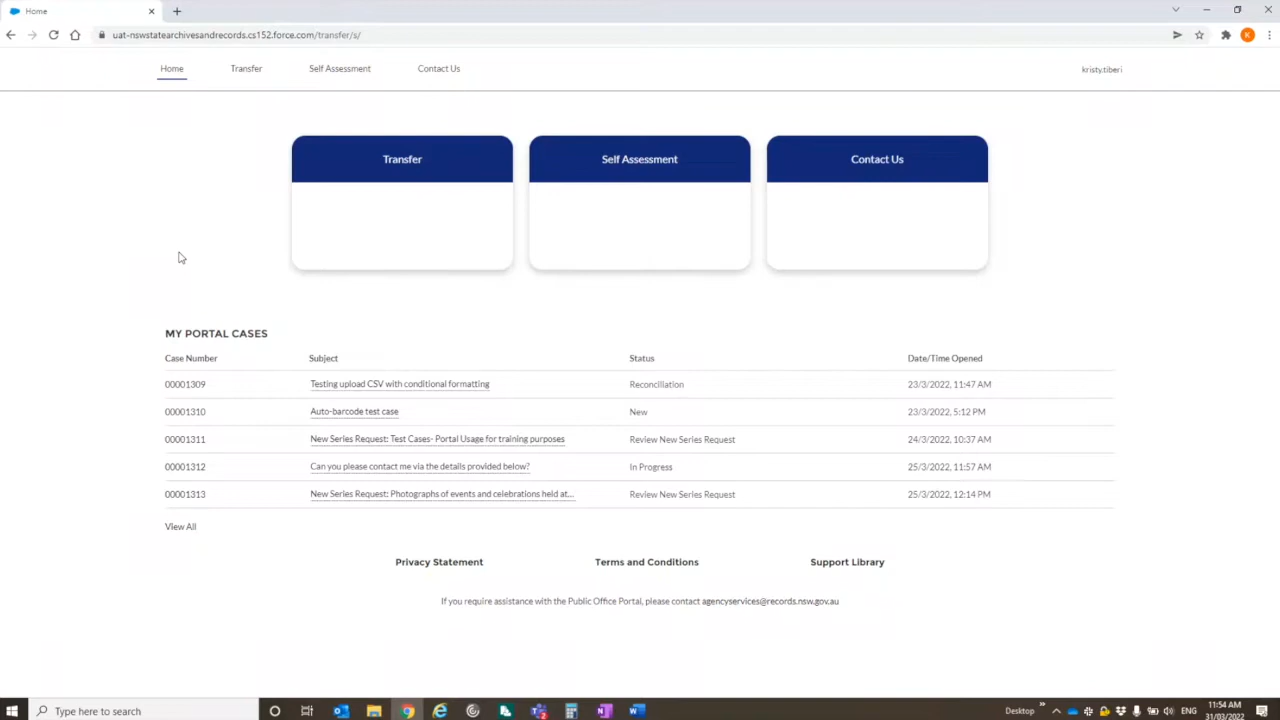 Home
uat-nswstatearchivesandrecords.cs152.force.com/transfer/s/
K
Home Transfer Self Assessment Contact Us kristy.tiberi
Transfer Self Assessment Contact Us
MY PORTAL CASES
Case Number Subject Status Date/Time Opened
00001309 Testing upload CSV with conditional formatting Reconciliation 23/3/2022, 11:47 AM
00001310 Auto-barcode test case New 23/3/2022, 5:12 PM
00001311 New Series Request: Test Cases- Portal Usage for training purposes Review New Series Request 24/3/2022, 10:37 AM
00001312 Can you please contact me via the details provided below? In Progress 25/3/2022, 11:57 AM
00001313 New Series Request: Photographs of events and celebrations held at... Review New Series Request 25/3/2022, 12:14 PM
View All
Privacy Statement Terms and Conditions Support Library
If you require assistance with the Public Office Portal, please contact agencyservices@records.nsw.gov.au
Type here to search Desktop ENG 11:54 AM
31/03/2022